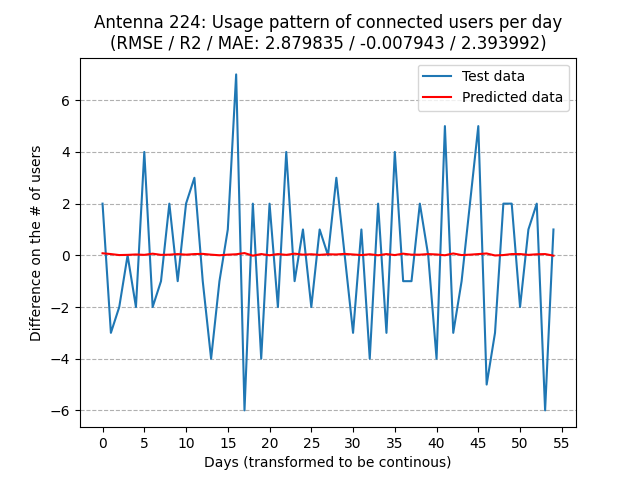 Antenna 224: Usage pattern of connected users per day
(RMSE / R2 / MAE: 2.879835 / -0.007943 / 2.393992)
Test data
Predicted data
Difference on the # of users
6
4
2
0
−2
−4
−6
0 5 10 15 20 25 30 35 40 45 50 55
Days (transformed to be continous)